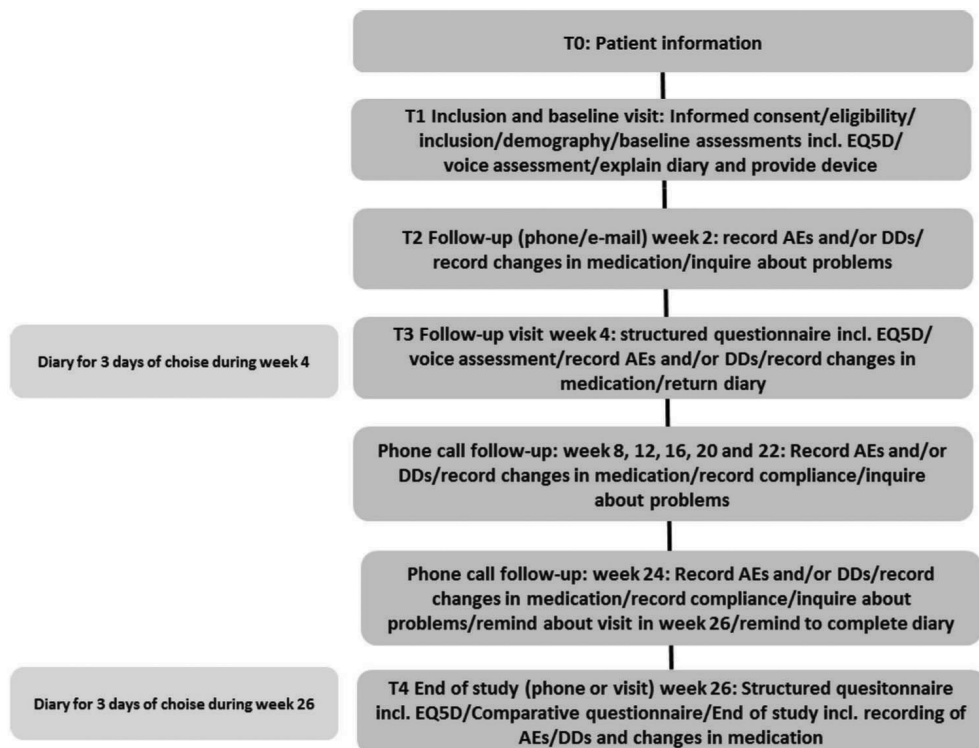 T0: Patient information
T1 Inclusion and baseline visit: Informed consent/eligibility/
inclusion/demography/baseline assessments incl. EQ5D/
voice assessment/explain diary and provide device
T2 Follow-up (phone/e-mail) week 2: record AEs and/or DDs/
record changes in medication/inquire about problems
Diary for 3 days of choise during week 4
T3 Follow-up visit week 4: structured questionnaire incl. EQ5D/
voice assessment/record AEs and/or DDs/record changes in
medication/return diary
Phone call follow-up: week 8, 12, 16, 20 and 22: Record AEs and/or
DDs/record changes in medication/record compliance/inquire
about problems
Phone call follow-up: week 24: Record AEs and/or DDs/record
changes in medication/record compliance/inquire about
problems/remind about visit in week 26/remind to complete diary
Diary for 3 days of choise during week 26
T4 End of study (phone or visit) week 26: Structured quesitonnaire
incl. EQ5D/Comparative questionnaire/End of study incl. recording of
AEs/DDs and changes in medication